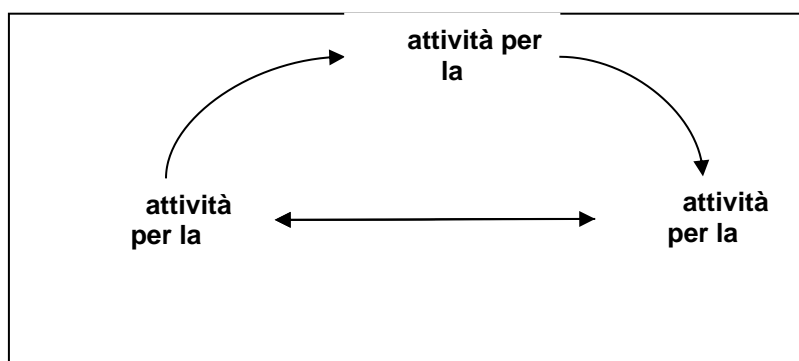 attività per
la
attività
per la
attività
per la